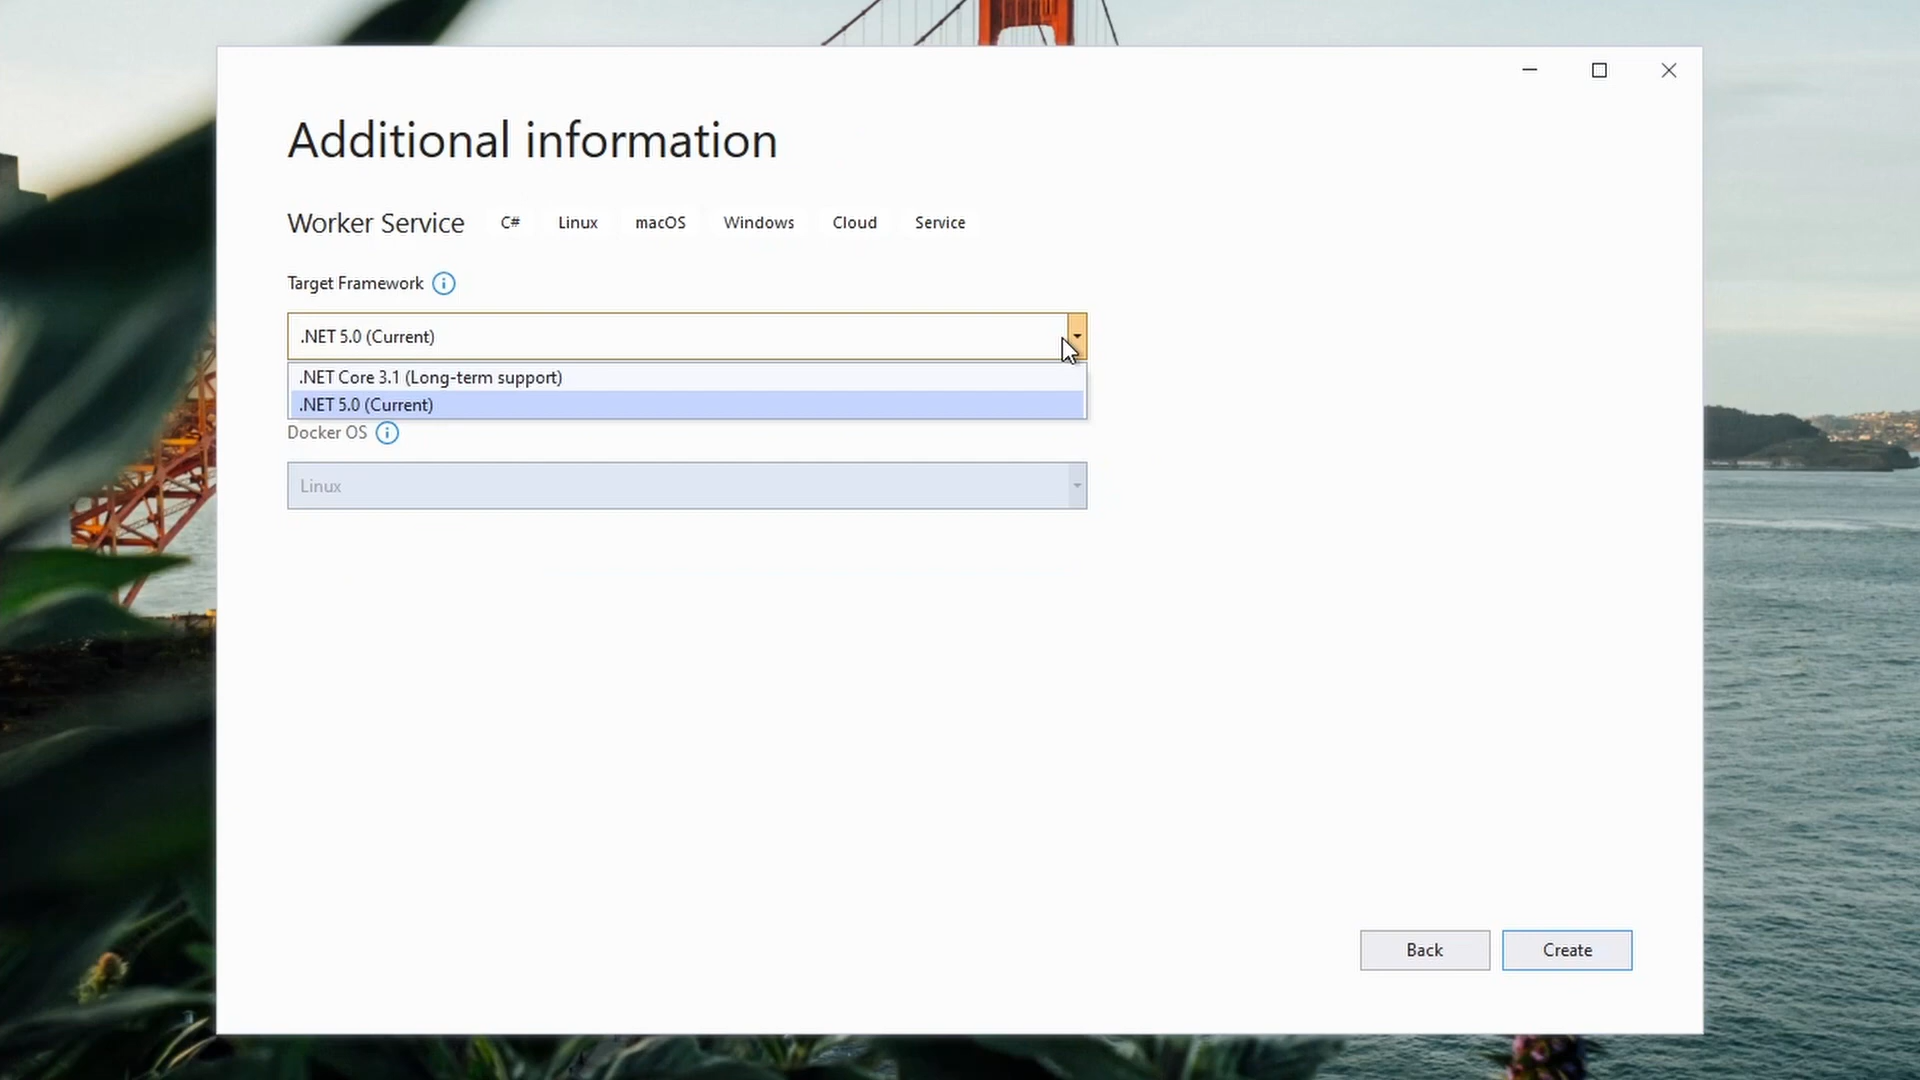 Additional information
Worker Service C# Linux macOS Windows Cloud Service
Target Framework
.NET 5.0 (Current)
.NET Core 3.1 (Long-term support)
.NET 5.0 (Current)
Docker OS
Linux
Back Create